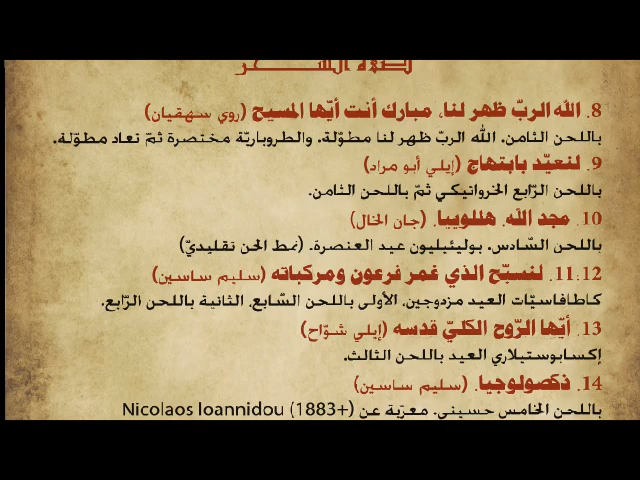 لصلاة السـحر
8. الله الربّ ظهر لنا، مبارك أنت أيّها المسيح (روي سهقيان)
باللحن الثامن. الله الربّ ظهر لنا مطوّلة. والطروباريّة مختصرة ثمّ تعاد مطوّلة.
9. لنعيّد بابتهاج (إيلي أبو مراد)
باللحن الرّابع الخرواتيكي ثمّ باللحن الثامن.
10. مجد الله. هللوييا. (جان الخال)
باللحن السّادس. بوليئيليون عيد العنصرة. (نمط الحن تقليديّ)
11:12. لنسبّح الذي غمر فرعون ومركباته (سليم ساسين)
كاطافاسيّات العيد مزدوجين. الأولى باللحن السّابع. الثانية باللحن الرّابع.
13. أيّها الرّوح الكليّ قدسه (إيلي شوّاح)
إكسابوستيلاري العيد باللحن الثالث.
14. ذكصولوجيا. (سليم ساسين)
باللحن الخامس حسيني. معرّبة عن Nicolaos Ioannidou (1883+)